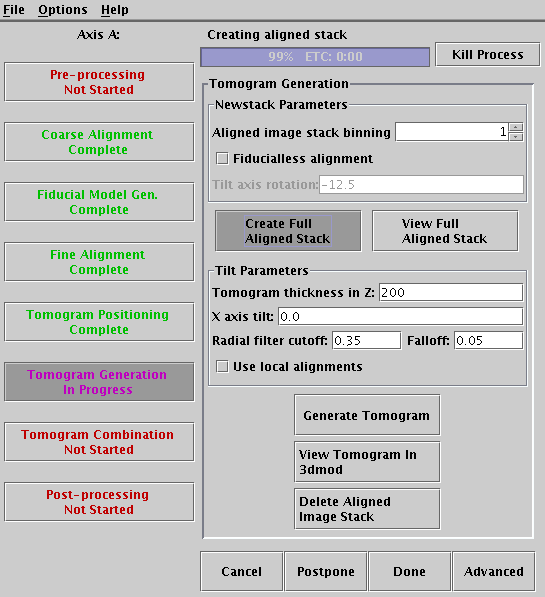 File Options Help
Axis A:
Pre-processing
Not Started
Coarse Alignment
Complete
Fiducial Model Gen.
Complete
Fine Alignment
Complete
Tomogram Positioning
Complete
Tomogram Generation
In Progress
Tomogram Combination
Not Started
Post-processing
Not Started
Creating aligned stack
99% ETC: 0:00
Kill Process
Tomogram Generation
Newstack Parameters
Aligned image stack binning 1
Fiducialless alignment
Tilt axis rotation: -12.5
Create Full
Aligned Stack
View Full
Aligned Stack
Tilt Parameters
Tomogram thickness in Z: 200
X axis tilt: 0.0
Radial filter cutoff: 0.35 Falloff: 0.05
Use local alignments
Generate Tomogram
View Tomogram In
3dmod
Delete Aligned
Image Stack
Cancel Postpone Done Advanced